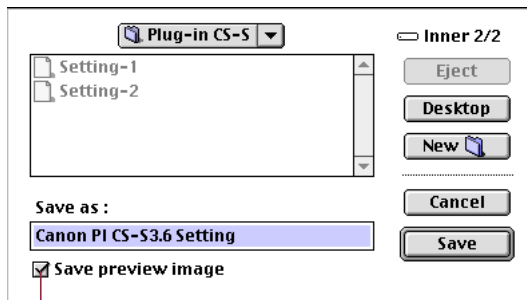 Plug-in CS-S
Inner 2/2
Setting-1
Setting-2
Eject
Desktop
New
Save as :
Canon PI CS-S3.6 Setting
Cancel
Save
Save preview image